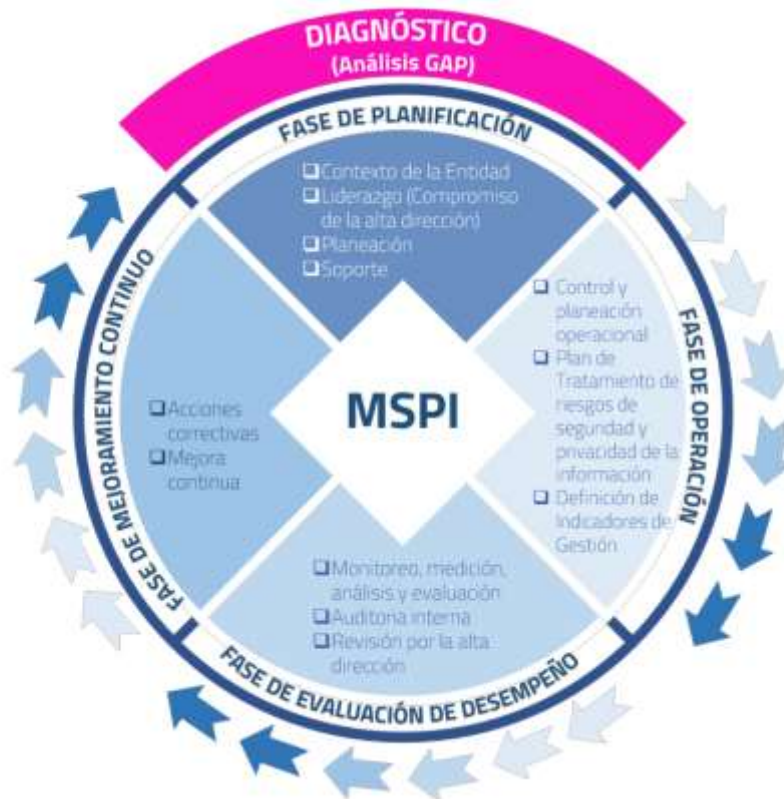 DIAGNÓSTICO
(Análisis GAP)
FASE DE PLANIFICACIÓN
❑Contexto de la Entidad
❑Liderazgo (Compromiso
de la alta dirección)
❑Planeación
❑Soporte
FASE DE OPERACIÓN
❑ Control y
planeación
operacional
❑ Plan de
Tratamiento de
riesgos de
seguridad y
privacidad de la
información
❑ Definición de
Indicadores de
Gestión
MSPI
FASE DE MEJORAMIENTO CONTINUO
❑Acciones
correctivas
❑Mejora
continua
❑Monitoreo, medición,
análisis y evaluación
❑Auditoria interna
❑Revisión por la alta
dirección
FASE DE EVALUACIÓN DE DESEMPEÑO